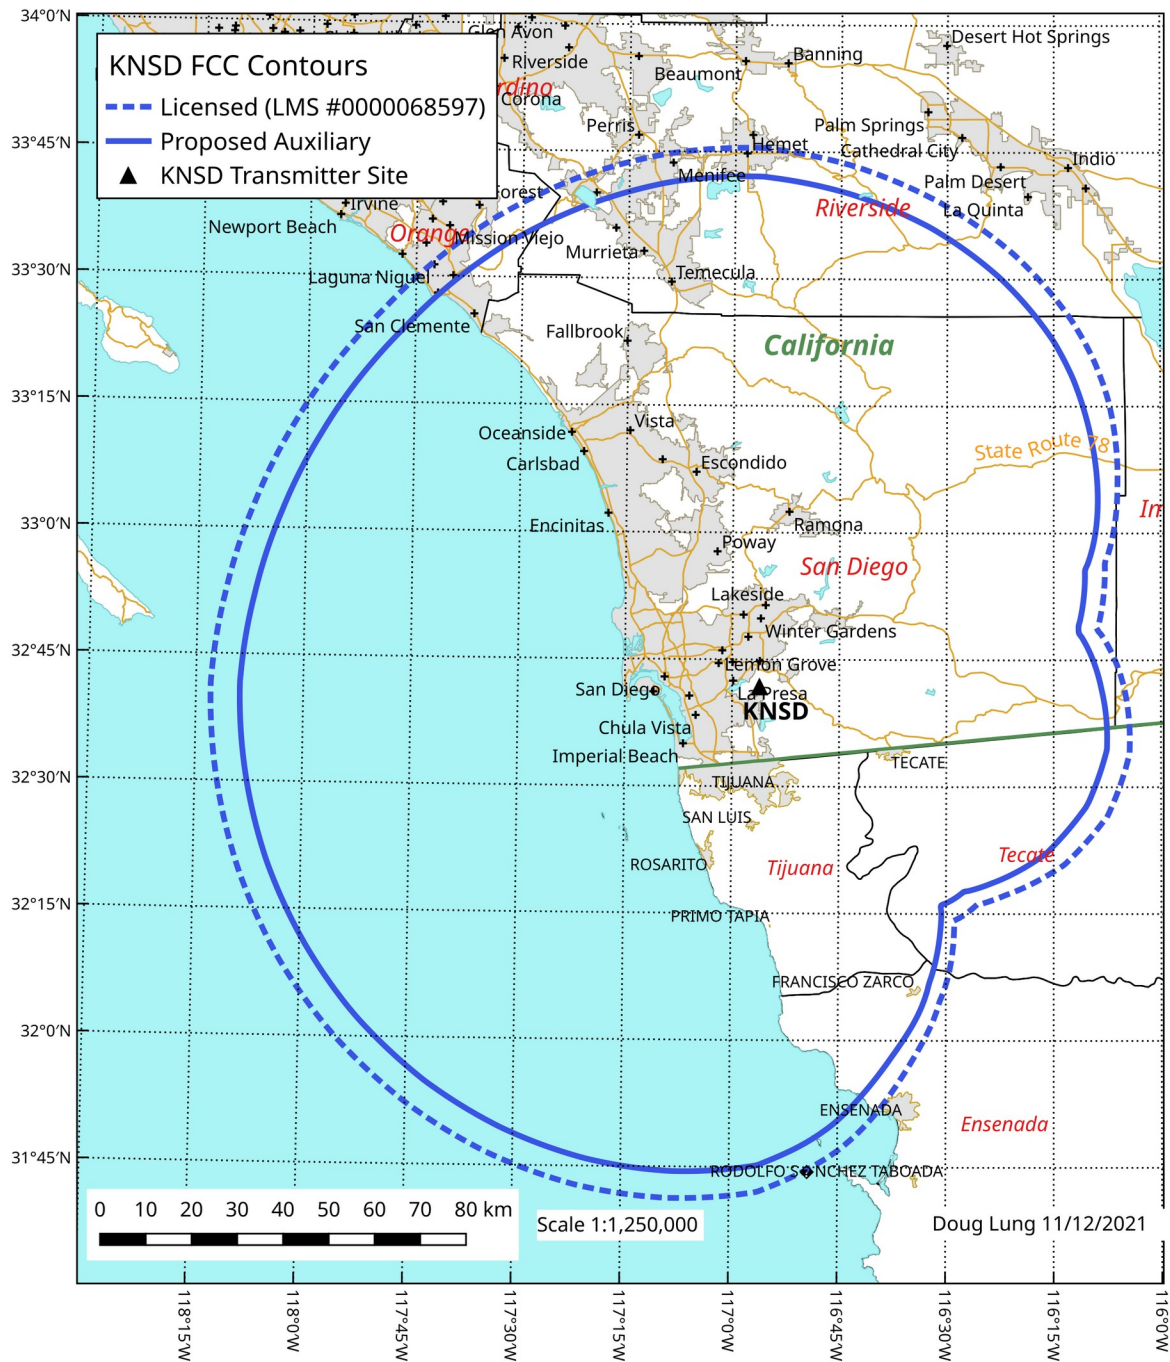 34°0′N
Glen Avon
Desert Hot Springs
KNSD FCC Contours
Licensed (LMS #0000068597)
Proposed Auxiliary
KNSD Transmitter Site
Riverside
Banning
Beaumont
rdina
Corona
Perris
Palm Springs
33°45′N
Hemet
Cathedral City
Indio
Menifee
Palm Desert
orest
Irvine
Riverside
La Quinta
Newport Beach
Orange
Mission Viejo
Murrieta
33°30′N
Laguna Niguel
Temecula
San Clemente
Fallbrook
California
33°15′N
Vista
Oceanside
State Route 78
Carlsbad
Escondido
33°0′N
Encinitas
Ramona
Im
Poway
San Diego
Lakeside
Winter Gardens
32°45′N
Lemon Grove
San Diego
La Presa
KNSD
Chula Vista
Imperial Beach
TECATE
32°30′N
TIJUANA
SAN LUIS
ROSARITO
Tijuana
Tecate
32°15′N
PRIMO TAPIA
FRANCISCO ZARCO
32°0′N
ENSENADA
Ensenada
31°45′N
RODOLFO S�NCHEZ TABOADA
0 10 20 30 40 50 60 70 80 km
Scale 1:1,250,000
Doug Lung 11/12/2021
118°15′W
118°0′W
117°45′W
117°30′W
117°15′W
117°0′W
116°45′W
116°30′W
116°15′W
116°0′W